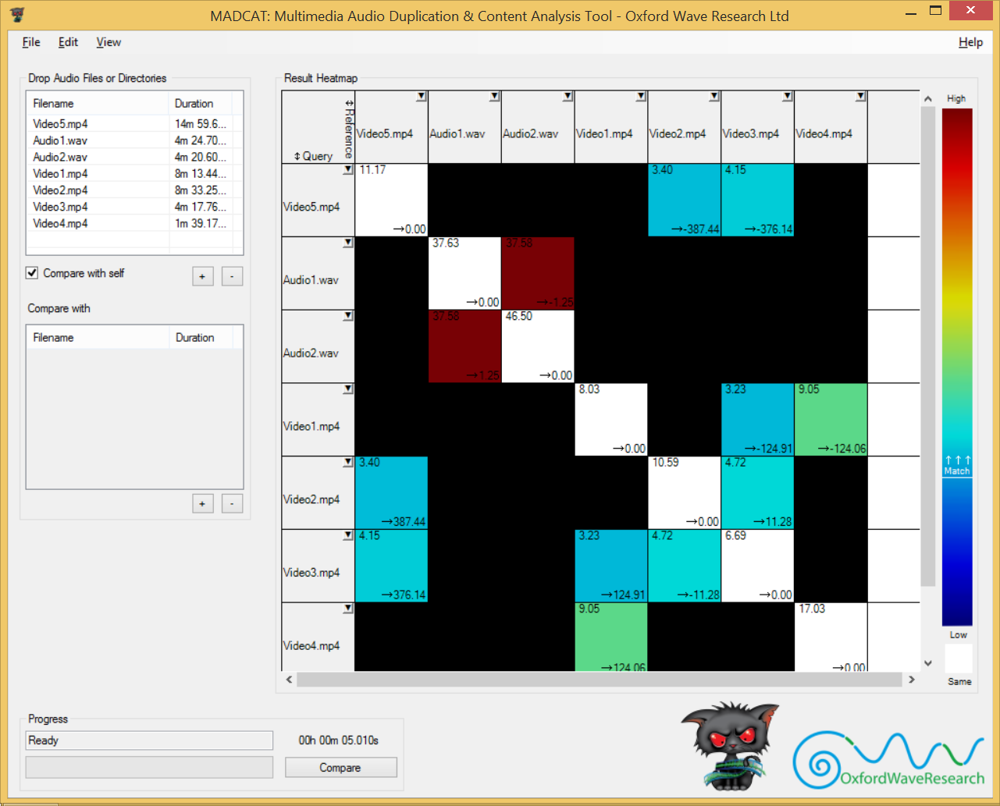 MADCAT: Multimedia Audio Duplication & Content Analysis Tool - Oxford Wave Research Ltd
File Edit View Help
Drop Audio Files or Directories
Filename Duration
Video5.mp4 14m 59.6...
Audio1.wav 4m 24.70...
Audio2.wav 4m 20.60...
Video1.mp4 8m 13.44...
Video2.mp4 8m 33.25...
Video3.mp4 4m 17.76...
Video4.mp4 1m 39.17...
Compare with self + -
Compare with
Filename Duration
+ -
Result Heatmap
⇕ Reference
⇕ Query
Video5.mp4 Audio1.wav Audio2.wav Video1.mp4 Video2.mp4 Video3.mp4 Video4.mp4
11.17 3.40 4.15
Video5.mp4
→0.00 →-387.44 →-376.14
37.63 37.58
Audio1.wav
→0.00 →-1.25
37.58 46.50
Audio2.wav
→1.25 →0.00
8.03 3.23 9.05
Video1.mp4
→0.00 →-124.91 →-124.06
3.40 10.59 4.72
Video2.mp4
→387.44 →0.00 →11.28
4.15 3.23 4.72 6.69
Video3.mp4
→376.14 →124.91 →-11.28 →0.00
9.05 17.03
Video4.mp4
→124.06 →0.00
High
↑↑↑
Match
Low
Same
Progress
Ready 00h 00m 05.010s
Compare
OxfordWaveResearch